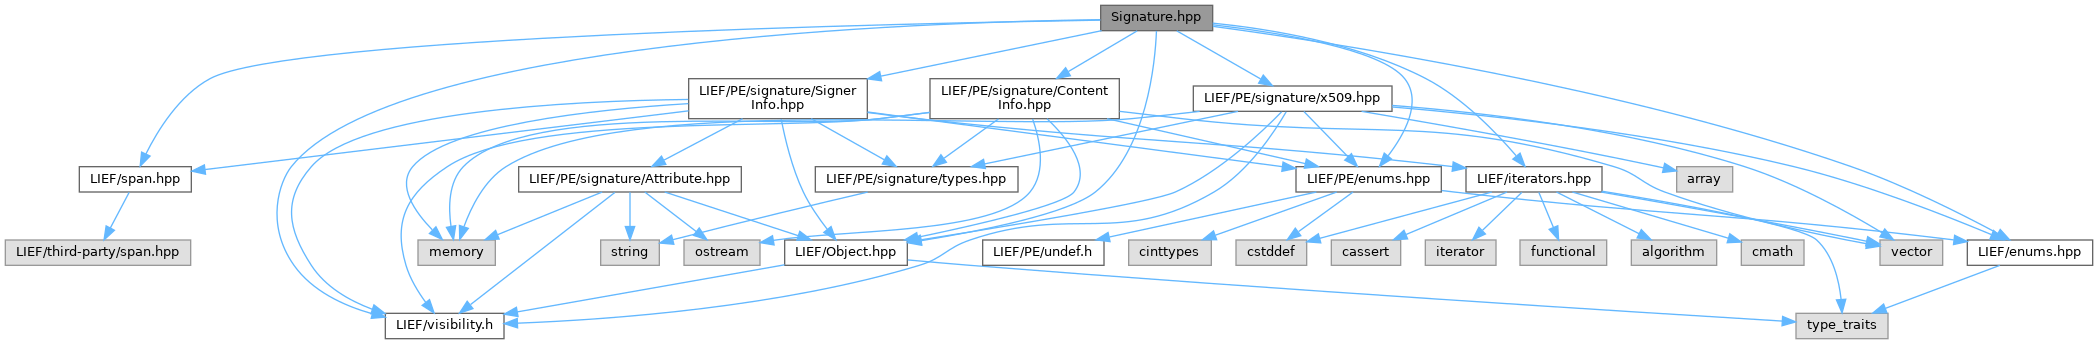 Signature.hpp
LIEF/PE/signature/Signer
Info.hpp
LIEF/PE/signature/Content
Info.hpp
LIEF/PE/signature/x509.hpp
LIEF/span.hpp
LIEF/PE/signature/Attribute.hpp
LIEF/PE/signature/types.hpp
LIEF/PE/enums.hpp
LIEF/iterators.hpp
array
LIEF/third-party/span.hpp
memory
string
ostream
LIEF/Object.hpp
LIEF/PE/undef.h
cinttypes
cstddef
cassert
iterator
functional
algorithm
cmath
vector
LIEF/enums.hpp
LIEF/visibility.h
type_traits